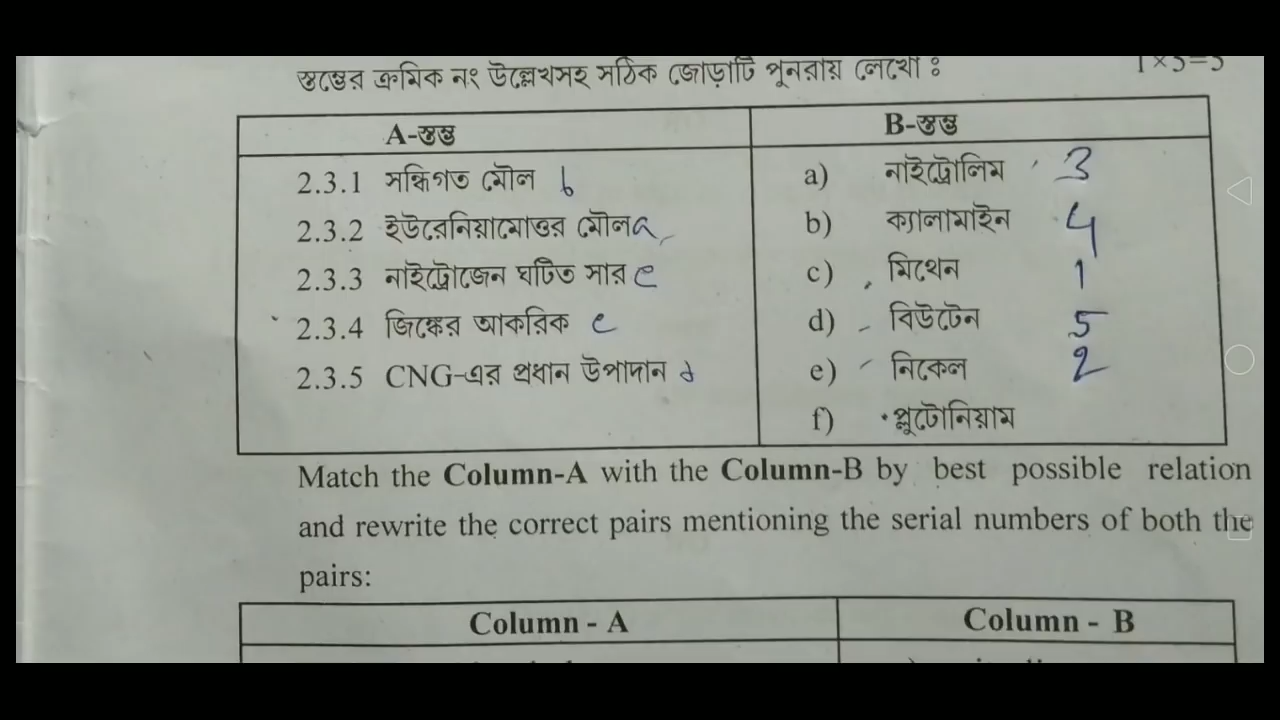 স্তম্ভের ক্রমিক নং উল্লেখসহ সঠিক জোড়াটি পুনরায় লেখো ঃ 1×5=5
A-স্তম্ভ B-স্তম্ভ
2.3.1 সন্ধিগত মৌল b a) নাইট্রোলিম 3
2.3.2 ইউরেনিয়ামোত্তর মৌল a b) ক্যালামাইন 4
2.3.3 নাইট্রোজেন ঘটিত সার e c) মিথেন 1
2.3.4 জিঙ্কের আকরিক c d) বিউটেন 5
2.3.5 CNG-এর প্রধান উপাদান d e) নিকেল 2
f) প্লুটোনিয়াম
Match the Column-A with the Column-B by best possible relation
and rewrite the correct pairs mentioning the serial numbers of both the
pairs:
Column - A Column - B